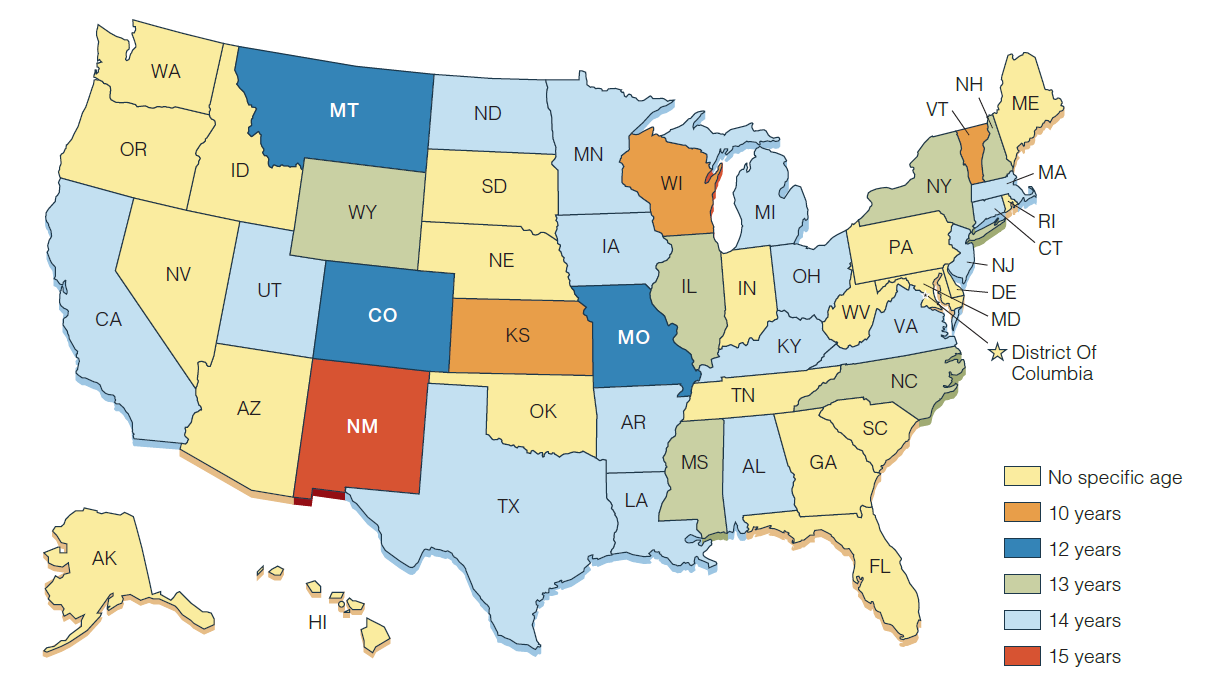 WA
MT
ND
MN
OR
ID
WY
SD
WI
MI
NH
VT
ME
NY
MA
RI
CT
NV
UT
CA
CO
NE
IA
IL
IN
OH
PA
NJ
DE
MD
WV
VA
KS
MO
KY
District Of
Columbia
AZ
NM
OK
AR
TN
NC
SC
TX
LA
MS
AL
GA
FL
AK
HI
No specific age
10 years
12 years
13 years
14 years
15 years